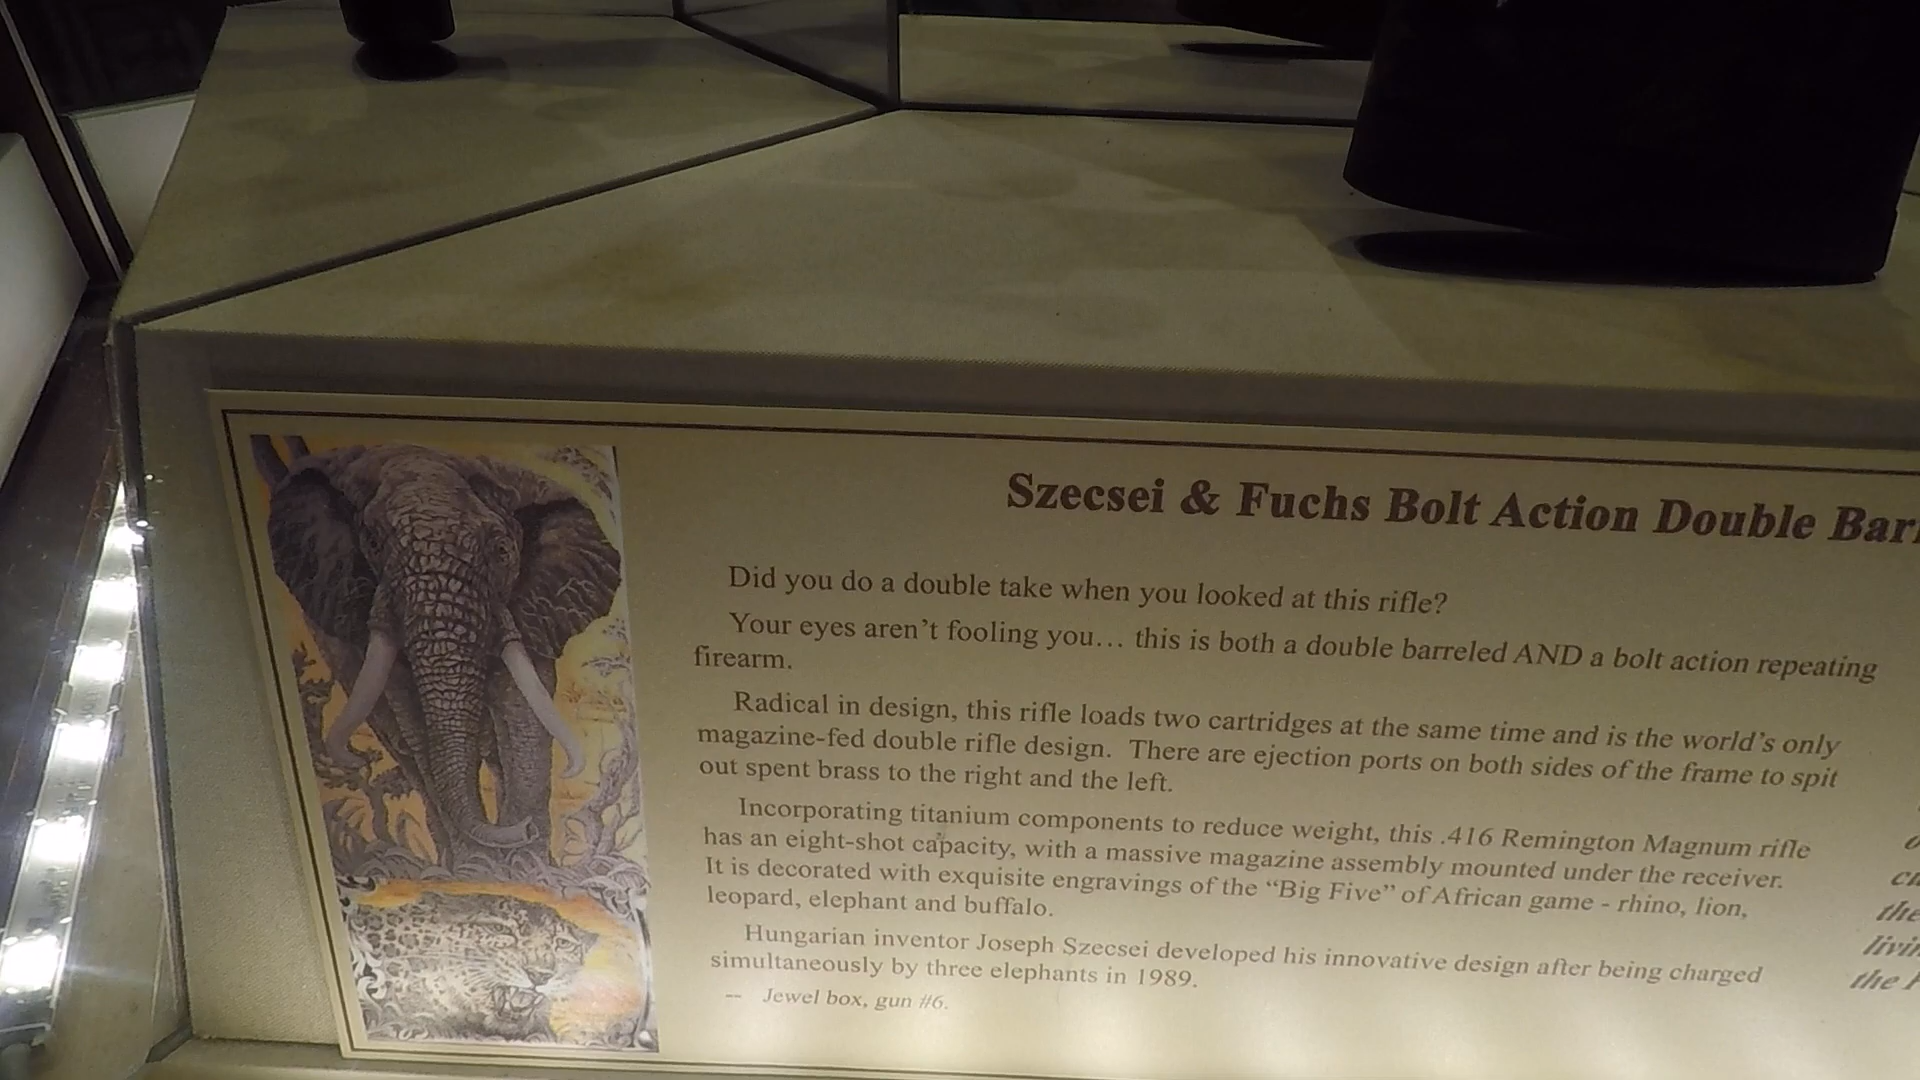 Szecsei & Fuchs Bolt Action Double
Did you do a double take when you looked at this rifle?
Your eyes aren't fooling you... this is both a double barreled AND a bolt action repeating
firearm.
Radical in design, this rifle loads two cartridges at the same time and is the world's only
magazine-fed double rifle design. There are ejection ports on both sides of the frame to spit
out spent brass to the right and the left.
Incorporating titanium components to reduce weight, this .416 Remington Magnum rifle
has an eight-shot capacity, with a massive magazine assembly mounted under the receiver.
It is decorated with exquisite engravings of the "Big Five" of African game - rhino, lion,
leopard, elephant and buffalo.
Hungarian inventor Joseph Szecsei developed his innovative design after being charged
simultaneously by three elephants in 1989.
-- Jewel box, gun #6.
the
the